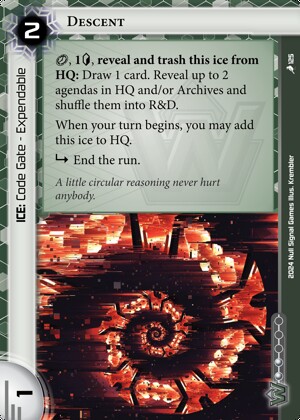 2
DESCENT
, 1, reveal and trash this ice from
HQ: Draw 1 card. Reveal up to 2
agendas in HQ and/or Archives and
shuffle them into R&D.
When your turn begins, you may add
this ice to HQ.
End the run.
A little circular reasoning never hurt
anybody.
ICE: Code Gate - Expendable
125
2024 Null Signal Games Illus. Krembler
1